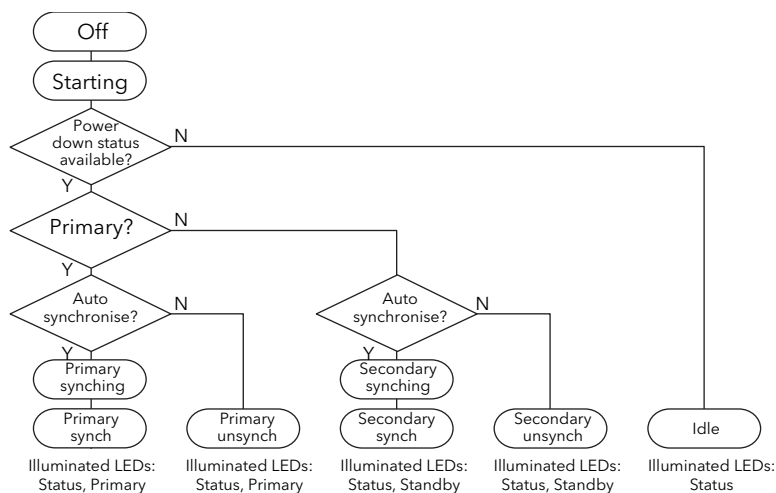 Off
Starting
Power
down status
available?
N
Y
Primary?
N
Y
Auto
synchronise?
N
Auto
synchronise?
N
Y
Y
Primary
synching
Secondary
synching
Primary
synch
Primary
unsynch
Secondary
synch
Secondary
unsynch
Idle
Illuminated LEDs:
Status, Primary
Illuminated LEDs:
Status, Primary
Illuminated LEDs:
Status, Standby
Illuminated LEDs:
Status, Standby
Illuminated LEDs:
Status